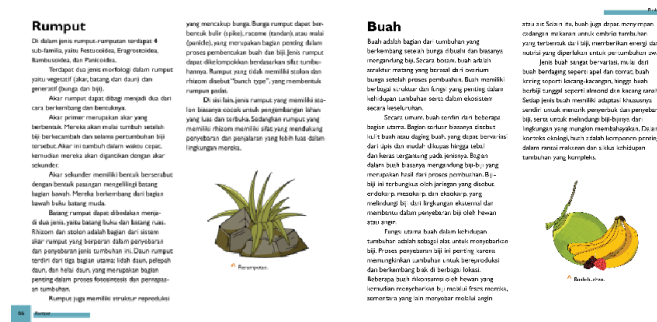 Rumput
Di dalam jenis rumput-rumputan terdapat 4
sub-familia, yaitu Festucoidea, Eragrostoidea,
Bambusoidea, dan Panicoidea.
Terdapat dua jenis morfologi dalam rumput
yaitu vegetatif (akar, batang, dan daun) dan
generatif (bunga dan biji).
Akar rumput dapat dibagi menjadi dua dari
cara berkembang dan bentuknya.
Akar primer merupakan akar yang
berbentuk. Mereka akan mulai tumbuh setelah
biji berkecambah dan selama pertumbuhan biji
tersebut. Akar ini tumbuh dalam waktu cepat,
kemudian mereka akan digantikan dengan akar
sekunder.
Akar sekunder memiliki bentuk berserabut
dengan bentuk pasangan mengelilingi batang
bagian bawah. Mereka berkembang dari bagian
bawah buku batang muda.
Batang rumput dapat dibedakan menja-
di dua jenis, yaitu batang buku dan batang ruas.
Rhizom dan stolon adalah bagian dari sistem
akar rumput yang berperan dalam penyebaran
dan penyebaran jenis tumbuhan ini. Daun rumput
terdiri dari tiga bagian utama: lidah daun, pelepah
daun, dan helai daun, yang merupakan bagian
penting dalam proses fotosintesis dan pernapas-
an tumbuhan.
Rumput juga memiliki struktur reproduksi
yang mencakup bunga. Bunga rumput dapat ber-
bentuk bulir (spike), raceme (tandan), atau malai
(panicle), yang merupakan bagian penting dalam
proses pembentukan buah dan biji. Jenis rumput
dapat dikelompokkan berdasarkan sifat tumbu-
hannya. Rumput yang tidak memiliki stolon dan
rhizom disebut "bunch type", yang membentuk
rumpun padat.
Di sisi lain, jenis rumput yang memiliki sto-
lon biasanya cocok untuk pengembangan lahan
yang luas dan terbuka. Sedangkan rumput yang
memiliki rhizom memiliki sifat yang mendukung
penyebaran dan penjalaran yang lebih luas dalam
lingkungan mereka.
Rerumputan.
Buah
Buah adalah bagian dari tumbuhan yang
berkembang setelah bunga dibuahi dan biasanya
mengandung biji. Secara botani, buah adalah
struktur matang yang berasal dari ovarium
bunga setelah proses pembuahan. Buah memiliki
berbagai struktur dan fungsi yang penting dalam
kehidupan tumbuhan serta dalam ekosistem
secara keseluruhan.
Secara umum, buah terdiri dari beberapa
bagian utama. Bagian terluar biasanya disebut
kulit buah atau daging buah, yang dapat bervariasi
dari tipis dan mudah dikupas hingga tebal
dan keras tergantung pada jenisnya. Bagian
dalam buah biasanya mengandung biji-biji yang
merupakan hasil dari proses pembuahan. Biji-
biji ini terbungkus oleh jaringan yang disebut
endokarp, mesokarp, dan eksokarp, yang
melindungi biji dari lingkungan eksternal dan
membantu dalam penyebaran biji oleh hewan
atau angin.
Fungsi utama buah dalam kehidupan
tumbuhan adalah sebagai alat untuk menyebarkan
biji. Proses penyebaran biji ini penting karena
memungkinkan tumbuhan untuk bereproduksi
dan berkembang biak di berbagai lokasi.
Beberapa buah dikonsumsi oleh hewan yang
kemudian menyebarkan biji melalui feses mereka,
sementara yang lain menyebar melalui angin
atau air. Selain itu, buah juga dapat menyimpan
cadangan makanan untuk embrio tumbuhan
yang terbentuk dari biji, memberikan energi dan
nutrisi yang diperlukan untuk pertumbuhan awal.
Jenis buah sangat bervariasi, mulai dari
buah berdaging seperti apel dan tomat, buah
kering seperti kacang-kacangan, hingga buah
berbiji tunggal seperti almond dan kacang tanah.
Setiap jenis buah memiliki adaptasi khususnya
sendiri untuk menarik penyerbuk dan penyebar
biji, serta untuk melindungi biji-bijinya dari
lingkungan yang mungkin membahayakan. Dalam
konteks ekologi, buah adalah komponen penting
dalam rantai makanan dan siklus kehidupan
tumbuhan yang kompleks.